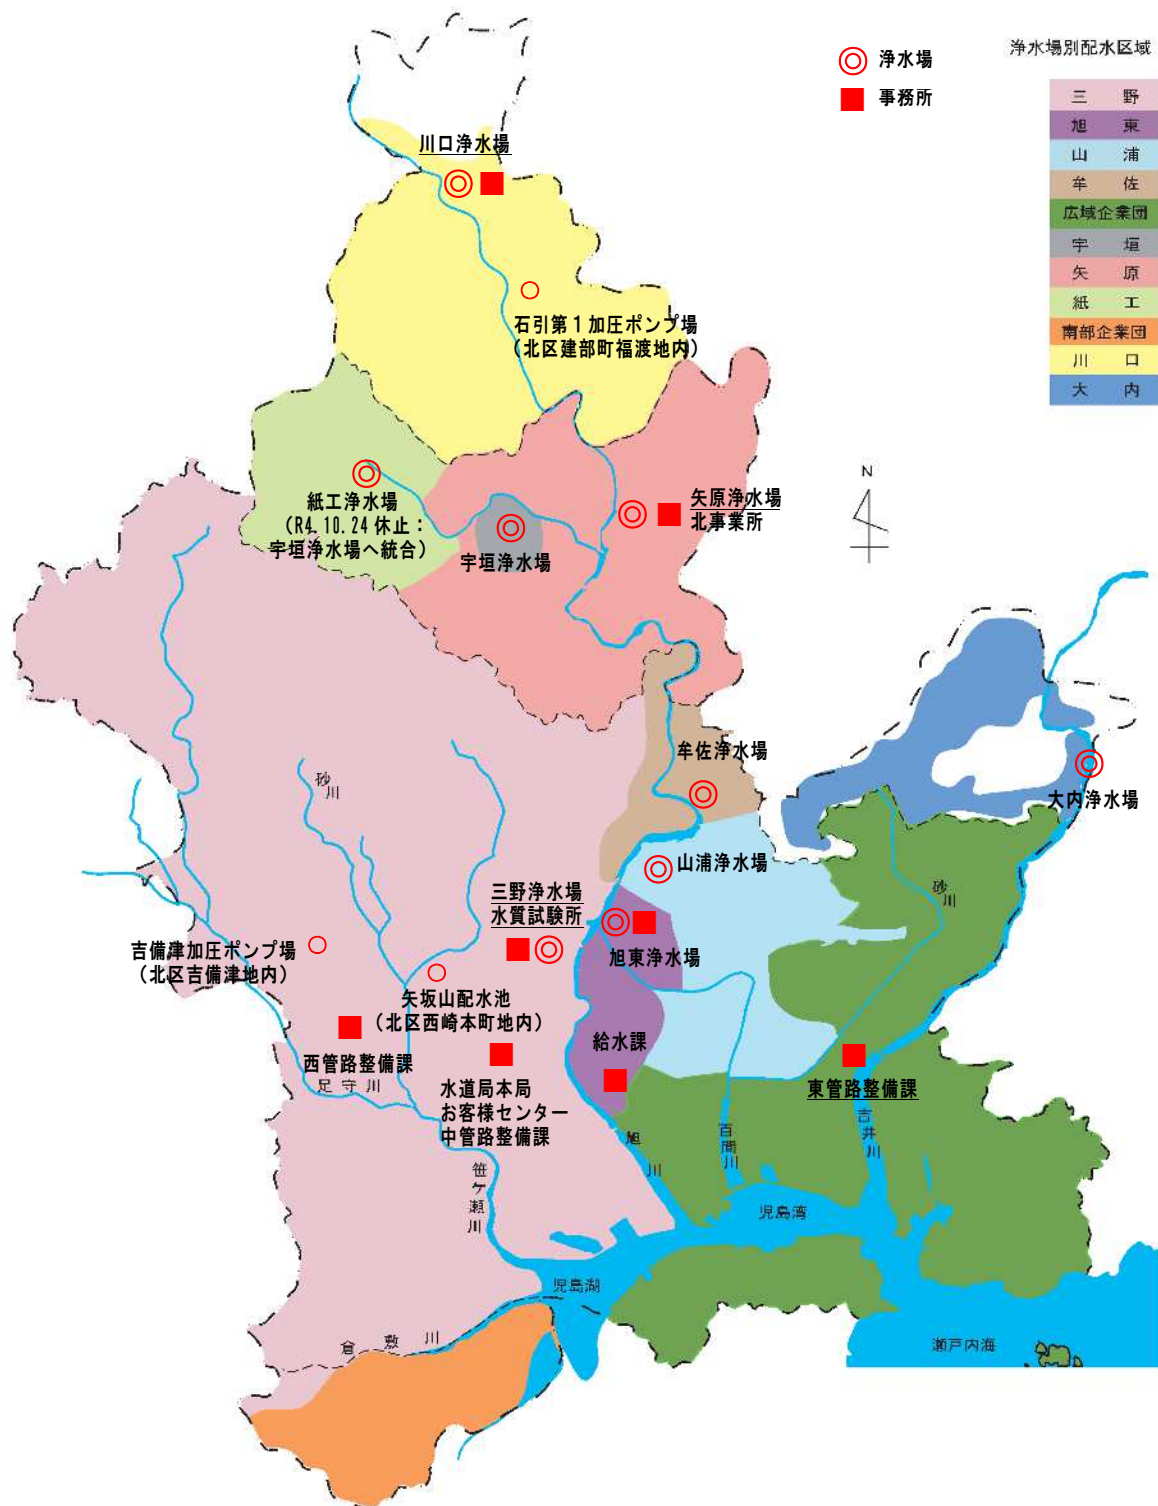 浄水場別配水区域
浄水場
事務所
三 野
旭 東
山 浦
牟 佐
広域企業団
宇 垣
矢 原
紙 工
南部企業団
川 口
大 内
川口浄水場
石引第1加圧ポンプ場
(北区建部町福渡地内)
N
紙工浄水場
(R4.10.24休止:
宇垣浄水場へ統合)
宇垣浄水場
矢原浄水場
北事業所
牟佐浄水場
大内浄水場
砂川
山浦浄水場
砂川
三野浄水場
水質試験所
旭東浄水場
吉備津加圧ポンプ場
(北区吉備津地内)
矢坂山配水池
(北区西崎本町地内)
給水課
西管路整備課
足守川
水道局本局
お客様センター
中管路整備課
東管路整備課
旭川
百間川
吉井川
笹ケ瀬川
児島湾
児島湖
倉敷川
瀬戸内海